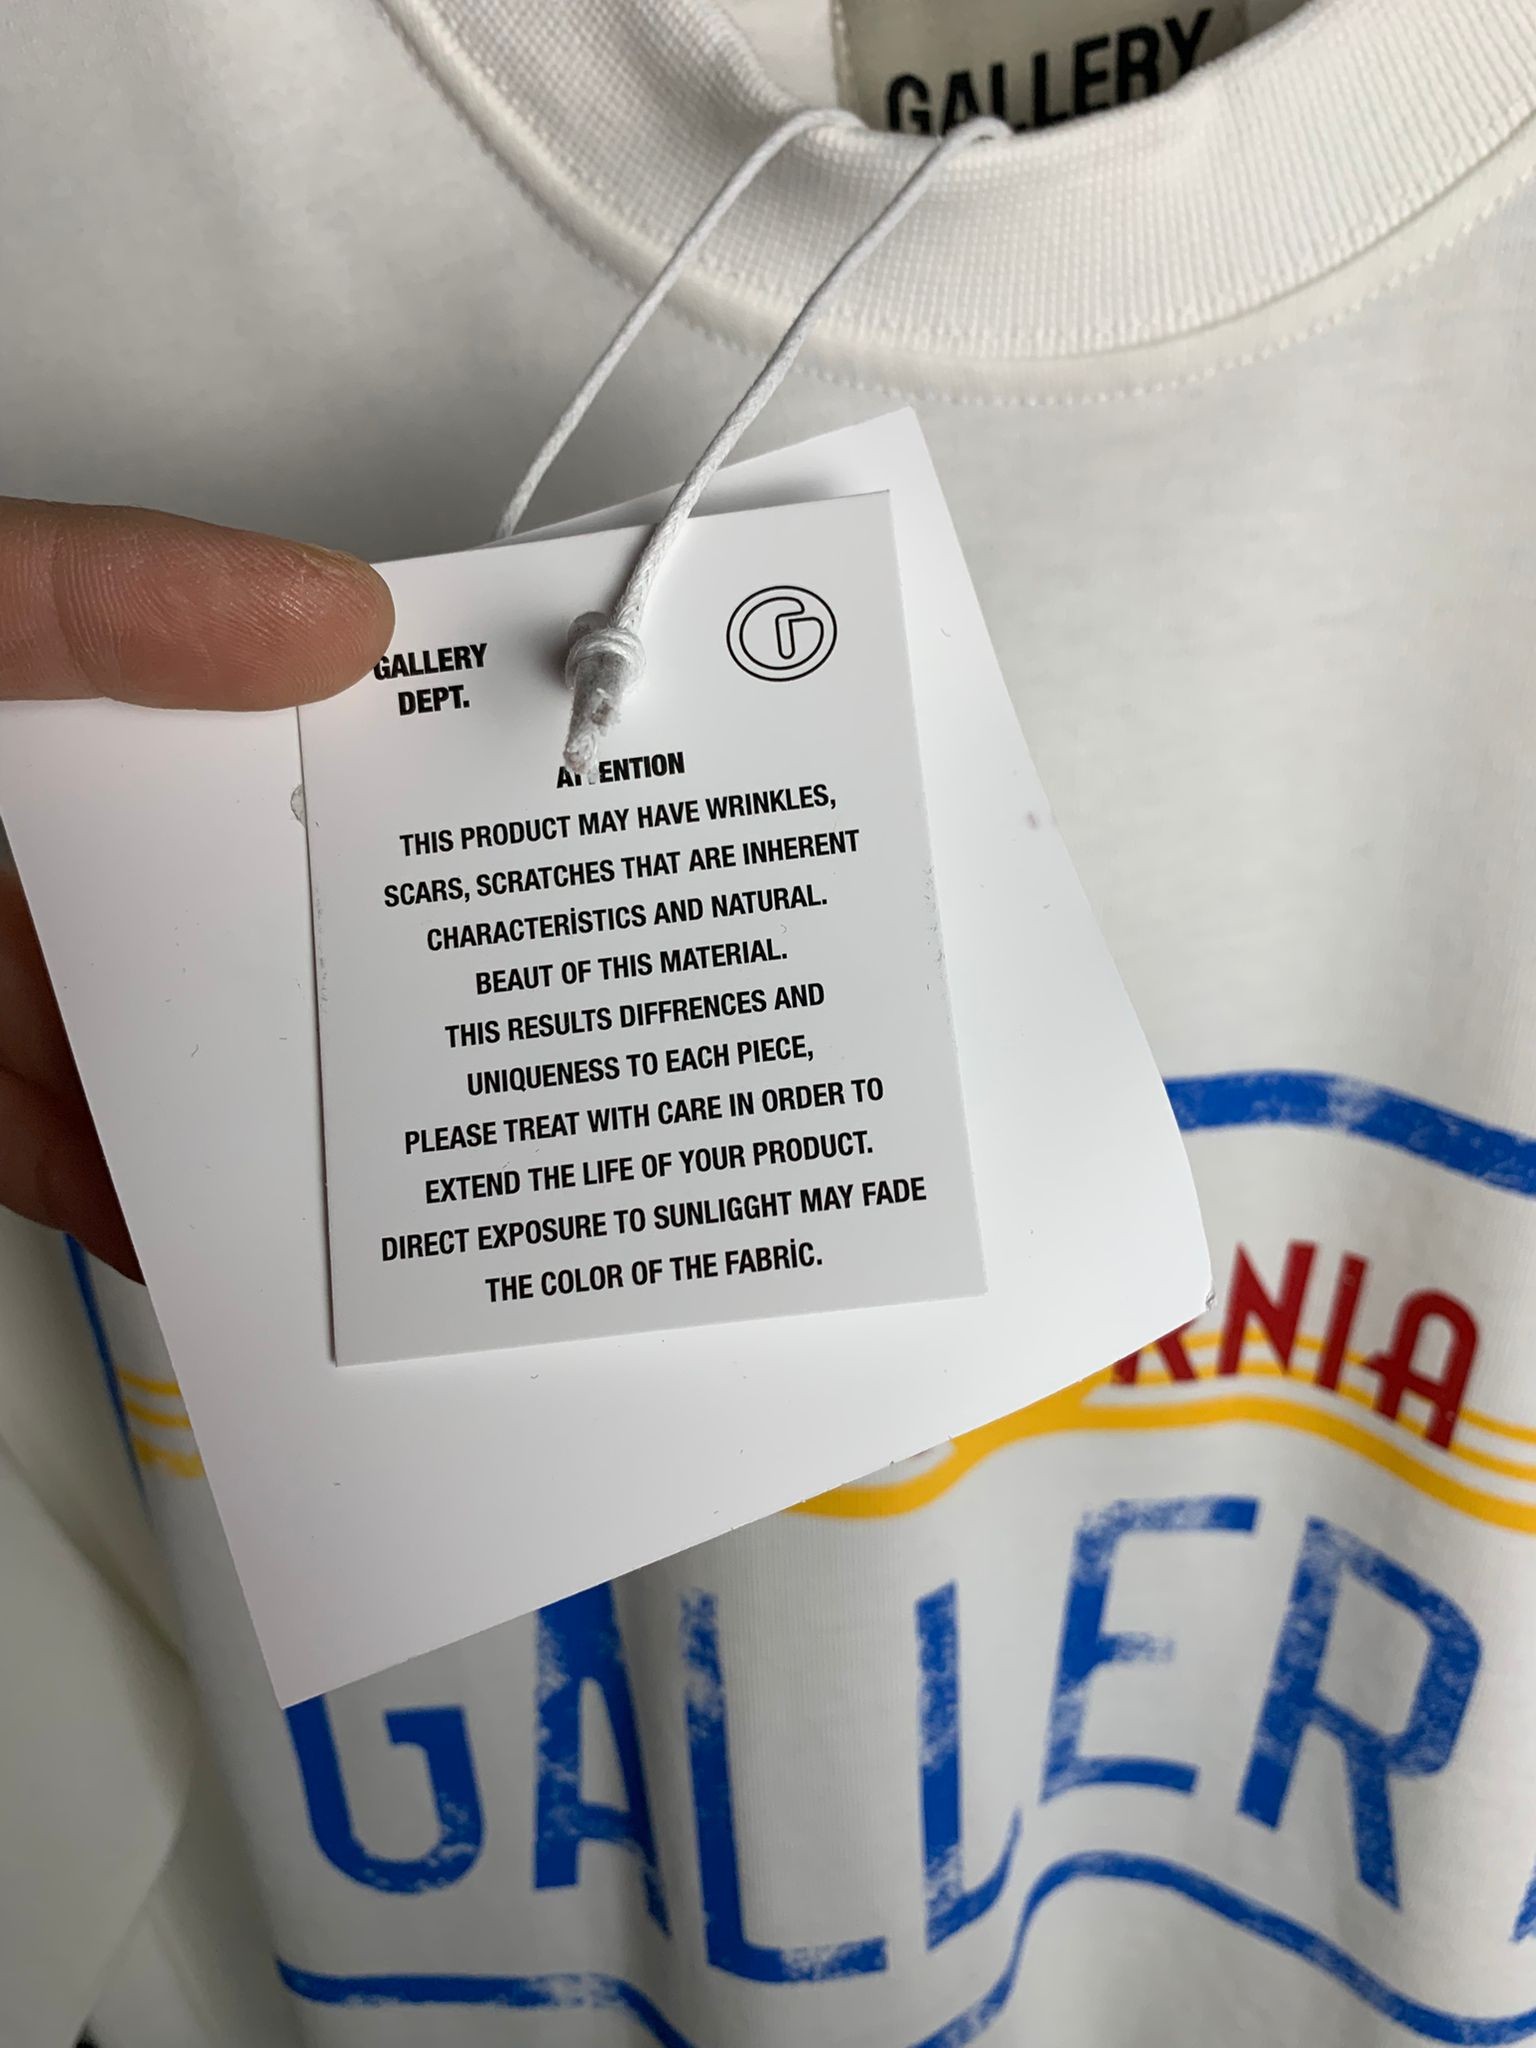 GALLERY
GALLERY
DEPT.
ATTENTION
THIS PRODUCT MAY HAVE WRINKLES,
SCARS, SCRATCHES THAT ARE INHERENT
CHARACTERİSTICS AND NATURAL.
BEAUT OF THIS MATERIAL.
THIS RESULTS DIFFRENCES AND
UNIQUENESS TO EACH PIECE,
PLEASE TREAT WITH CARE IN ORDER TO
EXTEND THE LIFE OF YOUR PRODUCT.
DIRECT EXPOSURE TO SUNLIGGHT MAY FADE
THE COLOR OF THE FABRİC.
RNIA
GALLER